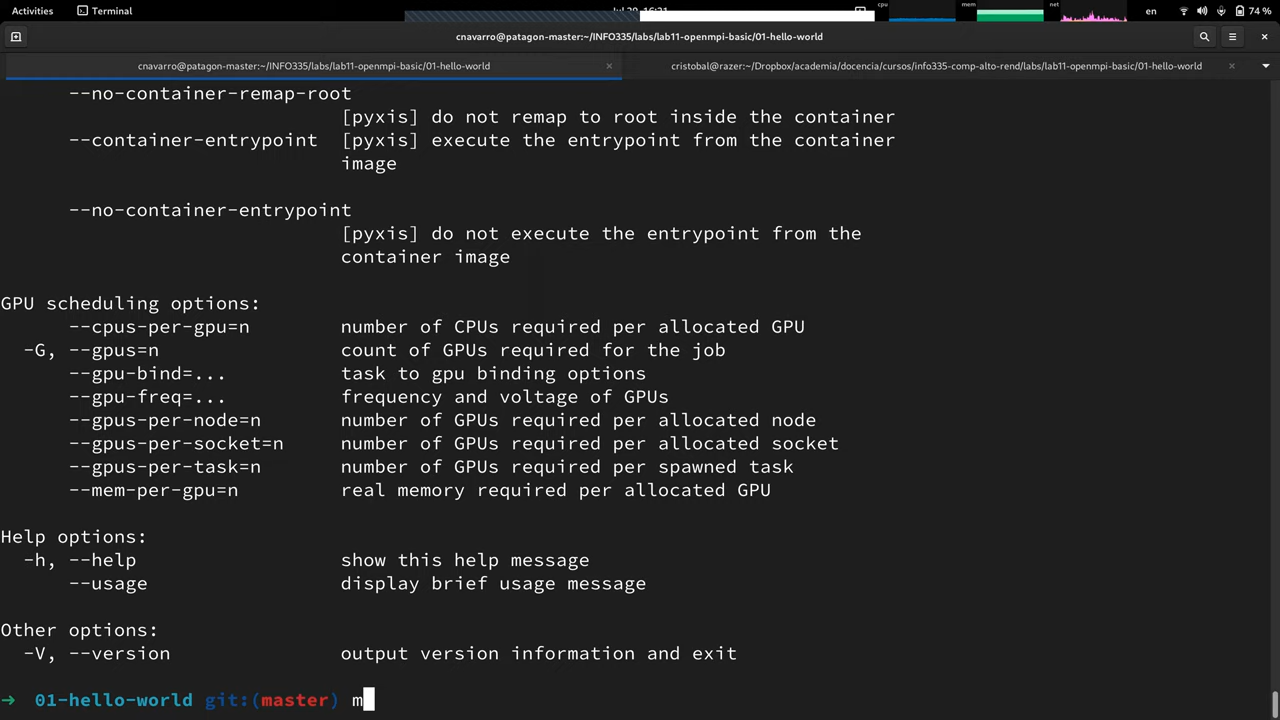 Activities
Terminal
cpu
mem
net
en
74 %
cnavarro@patagon-master:~/INFO335/labs/lab11-openmpi-basic/01-hello-world
cnavarro@patagon-master:~/INFO335/labs/lab11-openmpi-basic/01-hello-world
cristobal@razer:~/Dropbox/academia/docencia/cursos/info335-comp-alto-rend/labs/lab11-openmpi-basic/01-hello-world
--no-container-remap-root
[pyxis] do not remap to root inside the container
--container-entrypoint [pyxis] execute the entrypoint from the container
image
--no-container-entrypoint
[pyxis] do not execute the entrypoint from the
container image
GPU scheduling options:
--cpus-per-gpu=n number of CPUs required per allocated GPU
-G, --gpus=n count of GPUs required for the job
--gpu-bind=... task to gpu binding options
--gpu-freq=... frequency and voltage of GPUs
--gpus-per-node=n number of GPUs required per allocated node
--gpus-per-socket=n number of GPUs required per allocated socket
--gpus-per-task=n number of GPUs required per spawned task
--mem-per-gpu=n real memory required per allocated GPU
Help options:
-h, --help show this help message
--usage display brief usage message
Other options:
-V, --version output version information and exit
➜ 01-hello-world git:(master) m